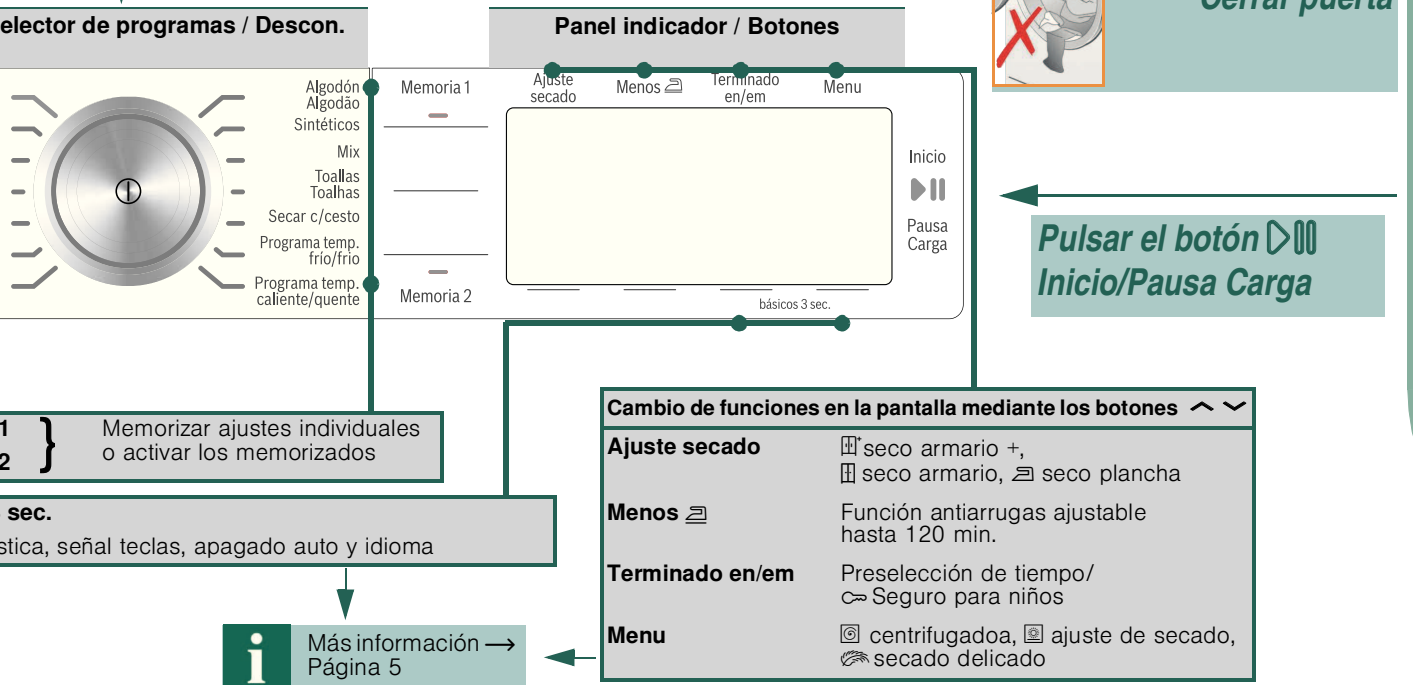 Cerrar puerta
elector de programas / Descon.
Panel indicador / Botones
Algodón
Algodão
Sintéticos
Mix
Toallas
Toalhas
Secar c/cesto
Programa temp.
frío/frio
Programa temp.
caliente/quente
Memoria 1
Memoria 2
Ajuste
secado
Menos
Terminado
en/em
Menu
básicos 3 sec.
Inicio
Pausa
Carga
Pulsar el botón
Inicio/Pausa Carga
1
2
}
Memorizar ajustes individuales
o activar los memorizados
sec.
stica, señal teclas, apagado auto y idioma
i
Más información →
Página 5
Cambio de funciones en la pantalla mediante los botones
Ajuste secado
seco armario +,
seco armario, seco plancha
Menos
Función antiarrugas ajustable
hasta 120 min.
Terminado en/em
Preselección de tiempo/
Seguro para niños
Menu
centrifugadoa, ajuste de secado,
secado delicado